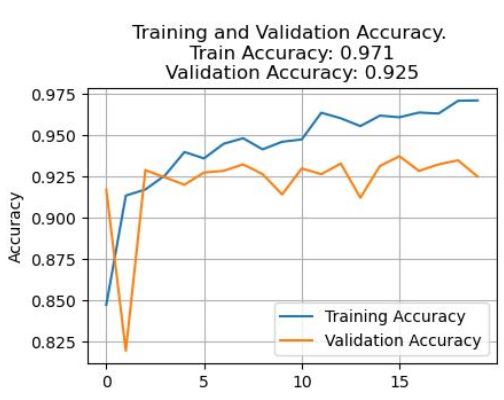 Training and Validation Accuracy.
Train Accuracy: 0.971
Validation Accuracy: 0.925
0.975
0.950
0.925
0.900
0.875
0.850
0.825
Accuracy
Training Accuracy
Validation Accuracy
0 5 10 15